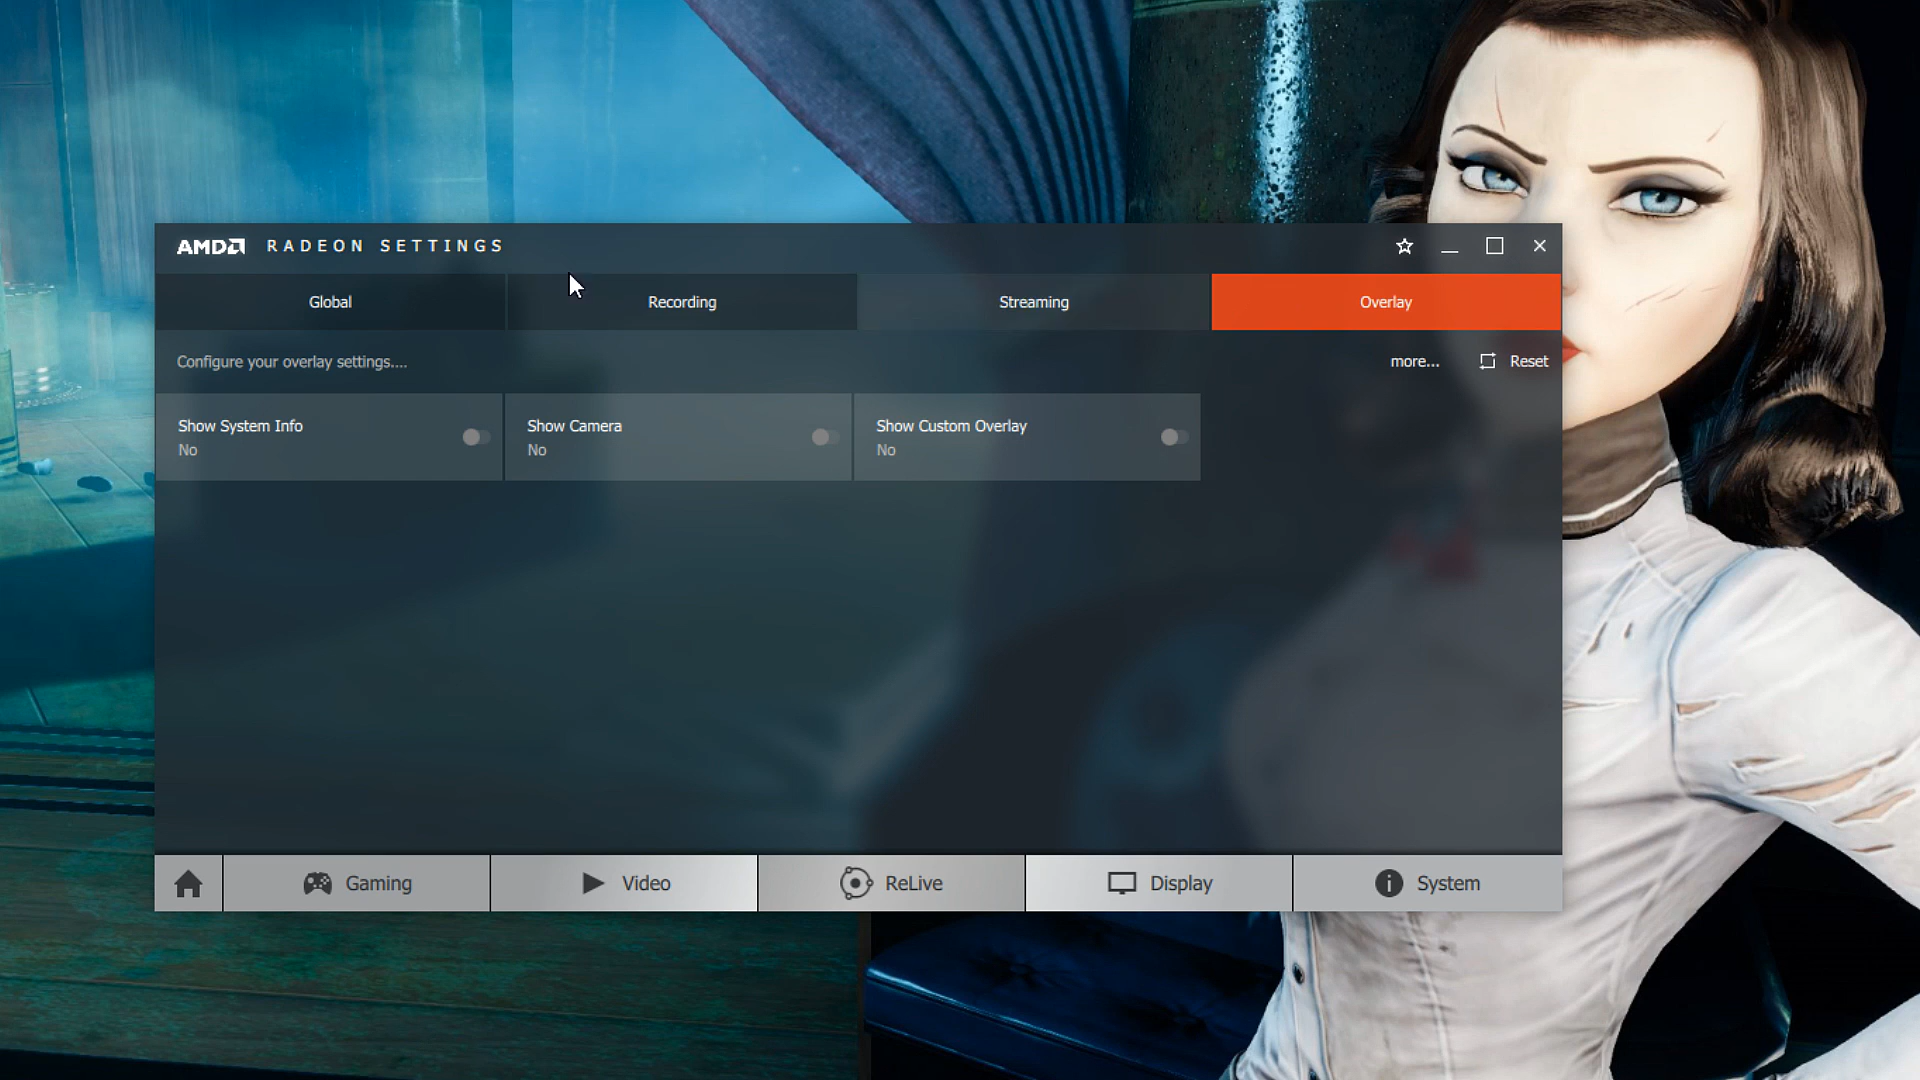 AMD RADEON SETTINGS
Global Recording Streaming Overlay
Configure your overlay settings.... more... Reset
Show System Info Show Camera Show Custom Overlay
No No No
Gaming Video ReLive Display System